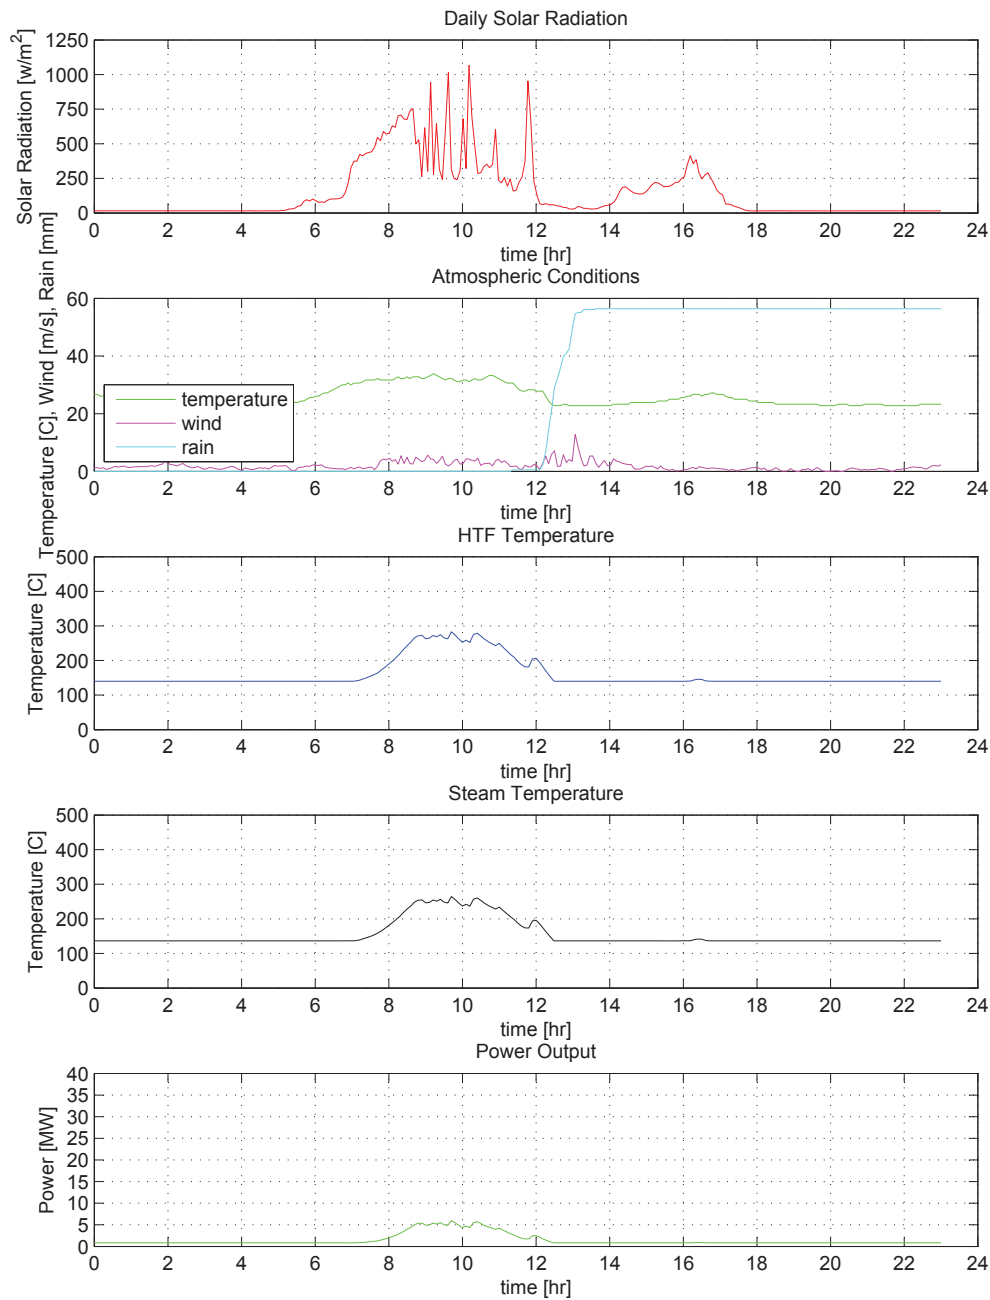 Daily Solar Radiation
Solar Radiation [w/m²]
1250
1000
750
500
250
0
0 2 4 6 8 10 12 14 16 18 20 22 24
time [hr]
Atmospheric Conditions
Temperature [C], Wind [m/s], Rain [mm]
60
40
20
0
temperature
wind
rain
0 2 4 6 8 10 12 14 16 18 20 22 24
time [hr]
HTF Temperature
Temperature [C]
500
400
300
200
100
0
0 2 4 6 8 10 12 14 16 18 20 22 24
time [hr]
Steam Temperature
Temperature [C]
500
400
300
200
100
0
0 2 4 6 8 10 12 14 16 18 20 22 24
time [hr]
Power Output
Power [MW]
40
35
30
25
20
15
10
5
0
0 2 4 6 8 10 12 14 16 18 20 22 24
time [hr]